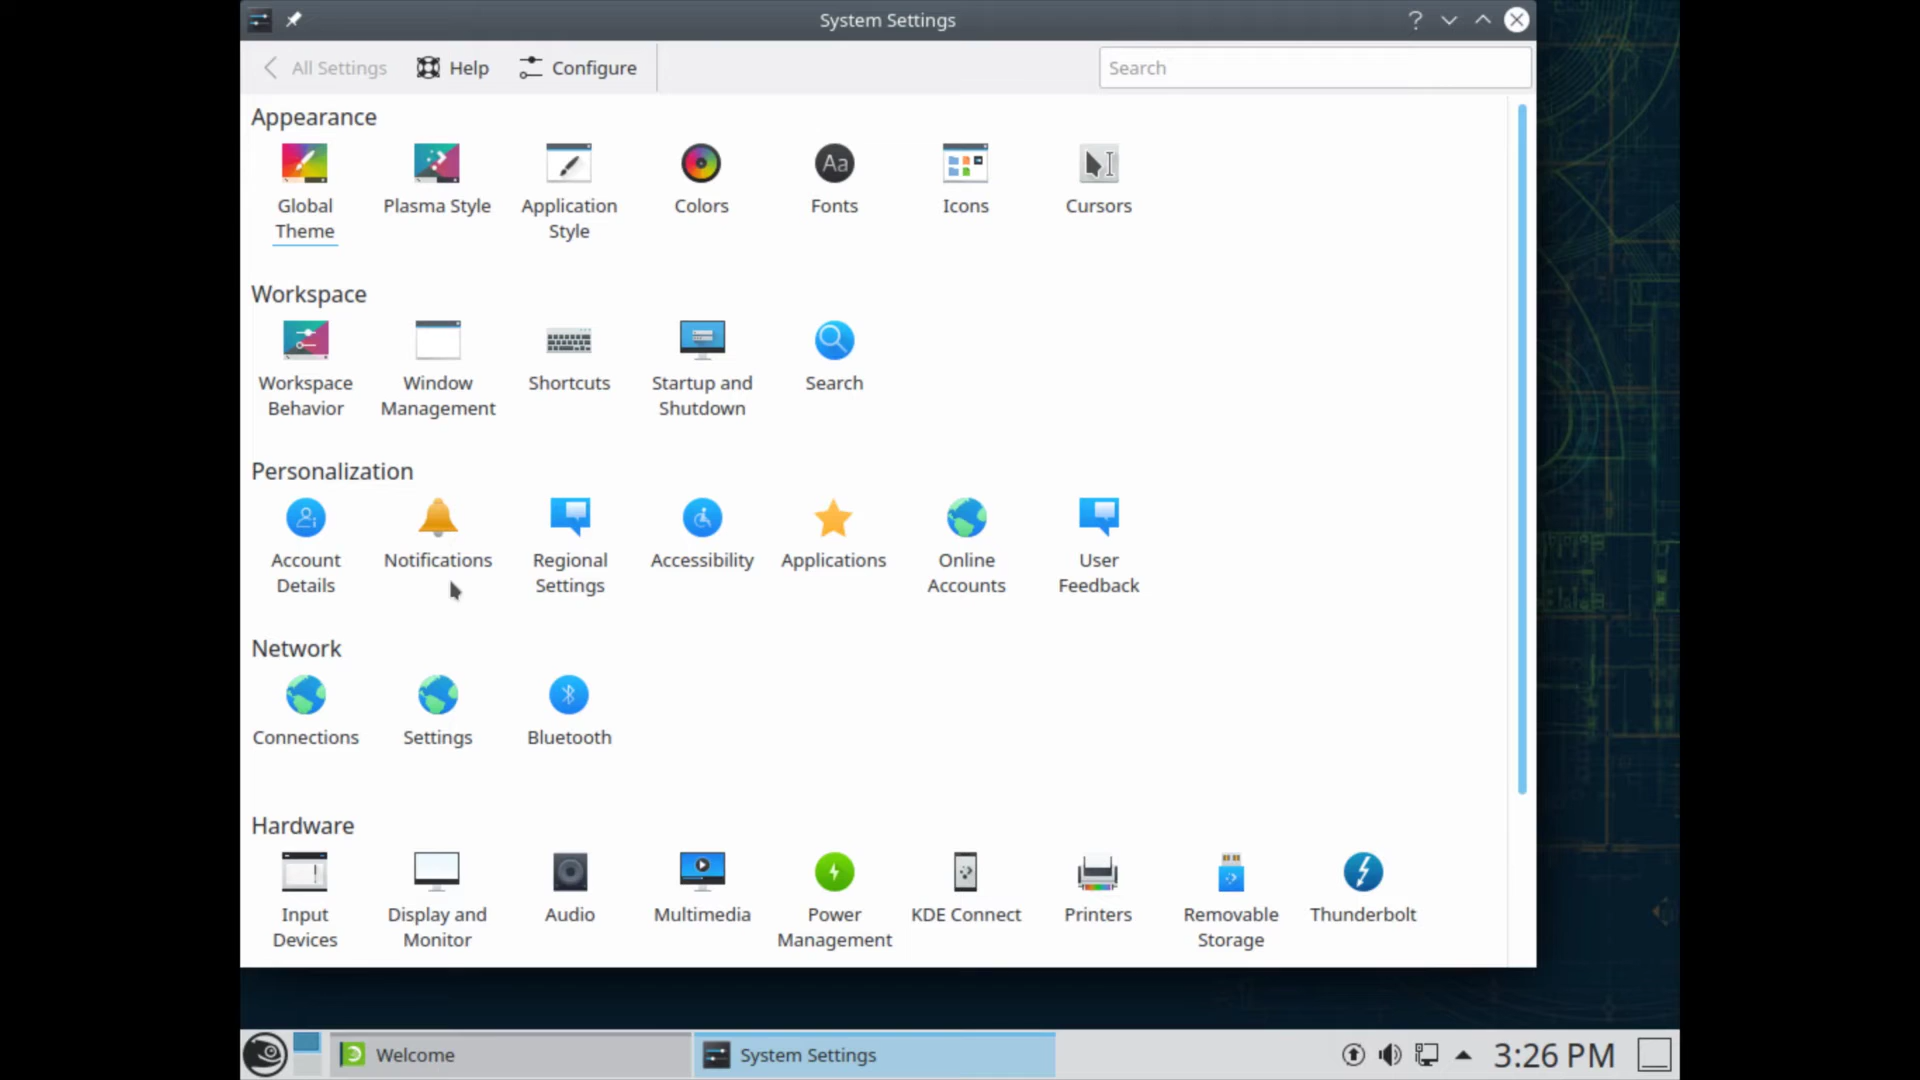 System Settings
All Settings Help Configure Search
Appearance
Global Theme
Plasma Style
Application Style
Colors
Aa
Fonts
Icons
Cursors
Workspace
Workspace Behavior
Window Management
Shortcuts
Startup and Shutdown
Search
Personalization
Account Details
Notifications
Regional Settings
Accessibility
Applications
Online Accounts
User Feedback
Network
Connections
Settings
Bluetooth
Hardware
Input Devices
Display and Monitor
Audio
Multimedia
Power Management
KDE Connect
Printers
Removable Storage
Thunderbolt
Welcome System Settings 3:26 PM